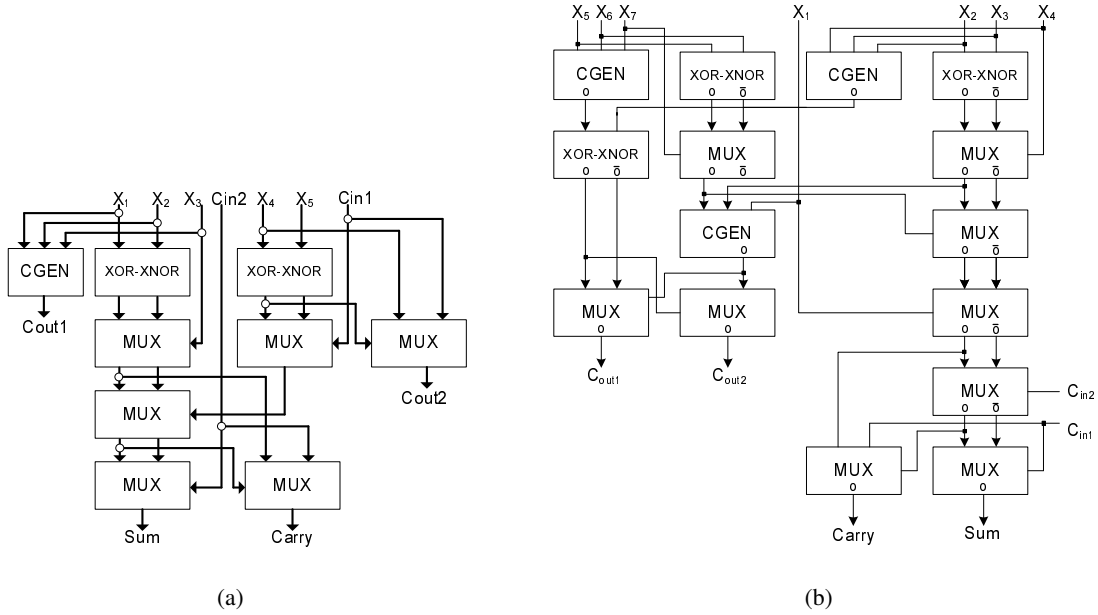 X5 X6 X7 X1 X2 X3 X4
CGEN
o
XOR-XNOR
o o̅
CGEN
o
XOR-XNOR
o o̅
XOR-XNOR
o o̅
MUX
o o̅
MUX
o o̅
CGEN
o
MUX
o o̅
MUX
o
MUX
o
MUX
o o̅
Cout1
Cout2
MUX
o o̅
Cin2
Cin1
MUX
o
MUX
o
Carry
Sum
X1 X2 X3 Cin2 X4 X5 Cin1
CGEN
XOR-XNOR
XOR-XNOR
Cout1
MUX
MUX
MUX
Cout2
MUX
MUX
MUX
Sum
Carry
(a)
(b)